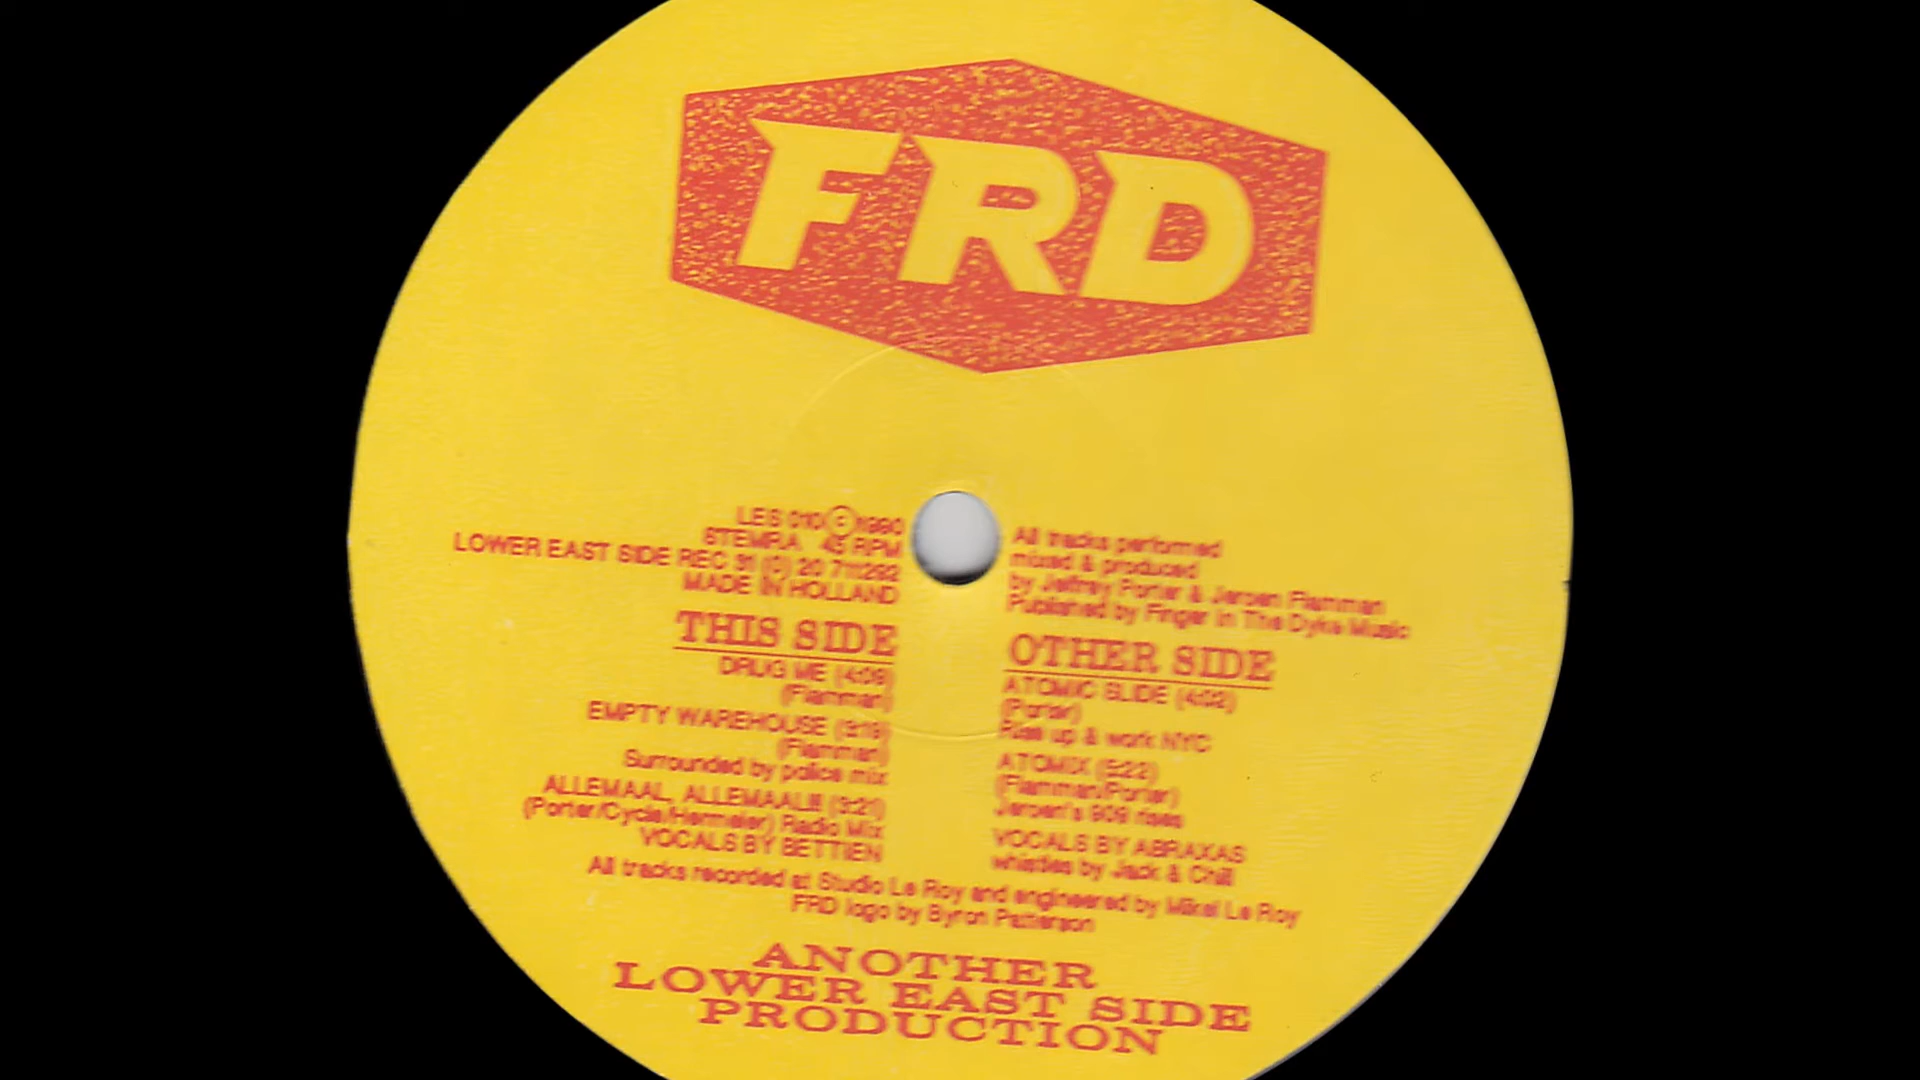 FRD
LES 010 © 1990
STEMRA 45 RPM
LOWER EAST SIDE REC 31 (0) 20 711292
MADE IN HOLLAND
THIS SIDE
DRUG ME (4:09)
(Flamman)
EMPTY WAREHOUSE
(Flamman)
Surrounded by police mix
ALLEMAAL, ALLEMAAL!!! (3:21)
(Porter/Cycle/Hermeler) Radio Mix
VOCALS BY BETTIEN
All tracks performed
mixed & produced
by Jeffrey Porter & Jeroen Flamman
Published by Finger In The Dyke Music
OTHER SIDE
ATOMIC SLIDE (4:02)
(Porter)
Rise up & work NYC
ATOMIX (5:22)
(Flamman/Porter)
Jeroen's 909 rises
VOCALS BY ABRAXAS
whistles by Jack & Chill
All tracks recorded at Studio Le Roy and engineered by Mikel Le Roy
FRD logo by Byron Patterson
ANOTHER
LOWER EAST SIDE
PRODUCTION